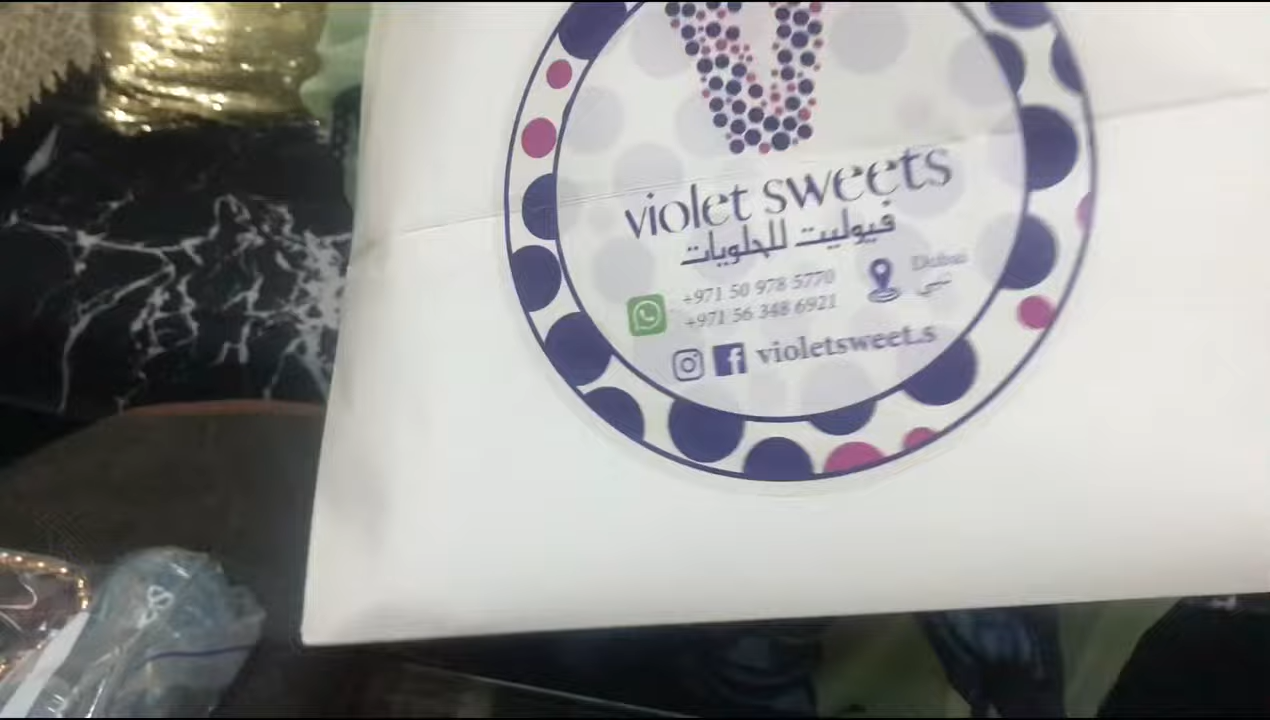 violet sweets
فيوليت للحلويات
+971 50 978 5770
+971 56 348 6921
Dubai
دبي
violetsweet.s